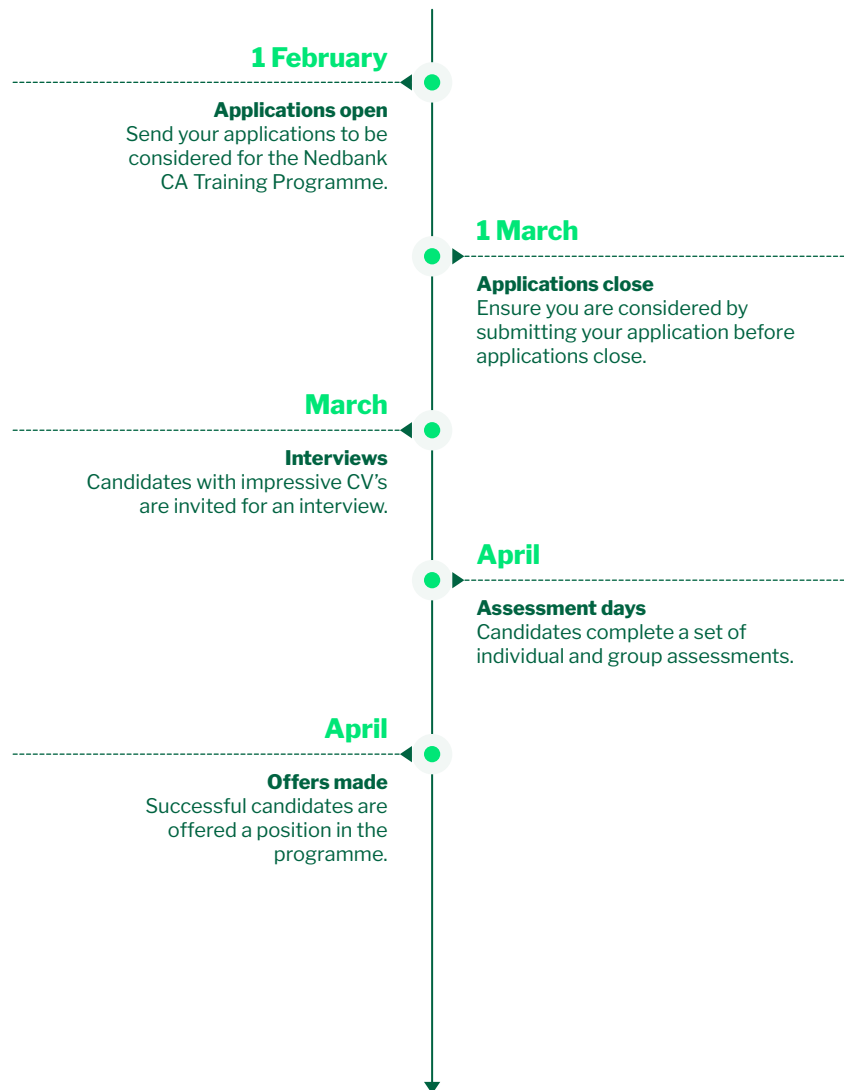 1 February
Applications open
Send your applications to be
considered for the Nedbank
CA Training Programme.
1 March
Applications close
Ensure you are considered by
submitting your application before
applications close.
March
Interviews
Candidates with impressive CV's
are invited for an interview.
April
Assessment days
Candidates complete a set of
individual and group assessments.
April
Offers made
Successful candidates are
offered a position in the
programme.